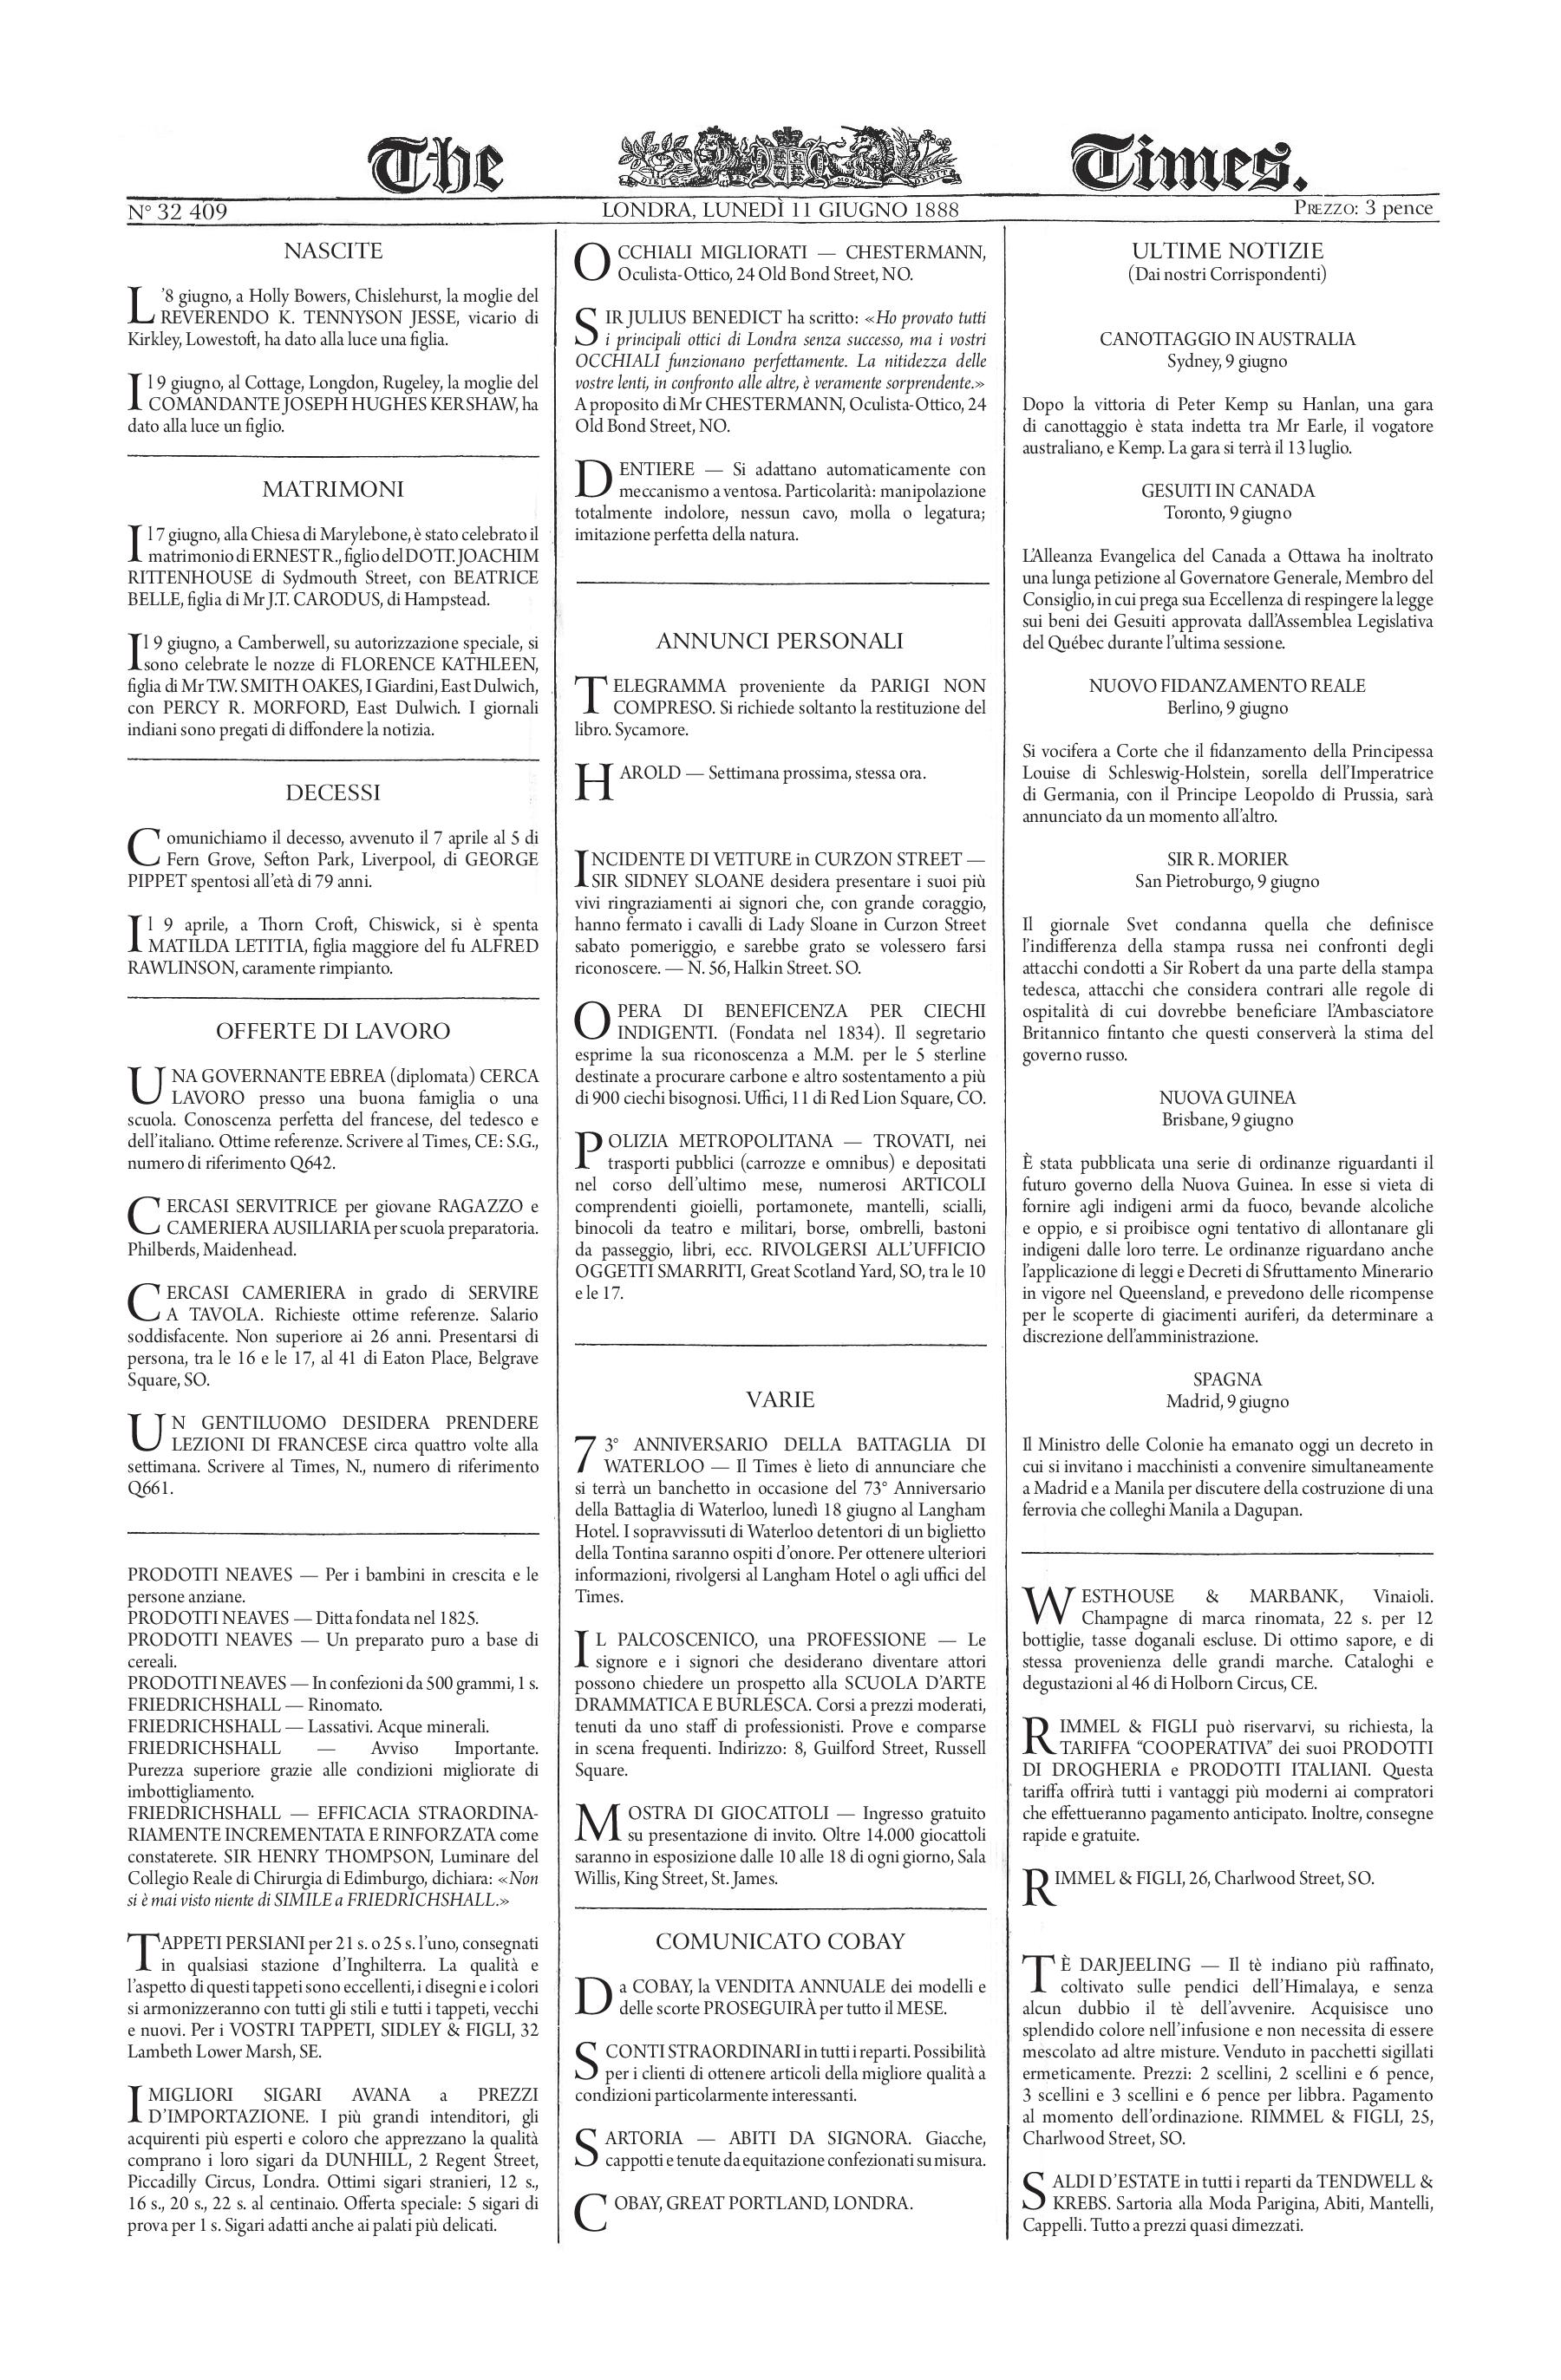 The Times.
DIEU ET MON DROIT
N° 32 409
LONDRA, LUNEDÌ 11 GIUGNO 1888
PREZZO: 3 pence
NASCITE
L'8 giugno, a Holly Bowers, Chislehurst, la moglie del
REVERENDO K. TENNYSON JESSE, vicario di
Kirkley, Lowestoft, ha dato alla luce una figlia.
Il 9 giugno, al Cottage, Longdon, Rugeley, la moglie del
COMANDANTE JOSEPH HUGHES KERSHAW, ha
dato alla luce un figlio.
MATRIMONI
Il 7 giugno, alla Chiesa di Marylebone, è stato celebrato il
matrimonio di ERNEST R., figlio del DOTT. JOACHIM
RITTENHOUSE di Sydmouth Street, con BEATRICE
BELLE, figlia di Mr J.T. CARODUS, di Hampstead.
Il 9 giugno, a Camberwell, su autorizzazione speciale, si
sono celebrate le nozze di FLORENCE KATHLEEN,
figlia di Mr T.W. SMITH OAKES, I Giardini, East Dulwich,
con PERCY R. MORFORD, East Dulwich. I giornali
indiani sono pregati di diffondere la notizia.
DECESSI
Comunichiamo il decesso, avvenuto il 7 aprile al 5 di
Fern Grove, Sefton Park, Liverpool, di GEORGE
PIPPET spentosi all'età di 79 anni.
Il 9 aprile, a Thorn Croft, Chiswick, si è spenta
MATILDA LETITIA, figlia maggiore del fu ALFRED
RAWLINSON, caramente rimpianto.
OFFERTE DI LAVORO
UNA GOVERNANTE EBREA (diplomata) CERCA
LAVORO presso una buona famiglia o una
scuola. Conoscenza perfetta del francese, del tedesco e
dell'italiano. Ottime referenze. Scrivere al Times, CE: S.G.,
numero di riferimento Q642.
CERCASI SERVITRICE per giovane RAGAZZO e
CAMERIERA AUSILIARIA per scuola preparatoria.
Philberds, Maidenhead.
CERCASI CAMERIERA in grado di SERVIRE
A TAVOLA. Richieste ottime referenze. Salario
soddisfacente. Non superiore ai 26 anni. Presentarsi di
persona, tra le 16 e le 17, al 41 di Eaton Place, Belgrave
Square, SO.
UN GENTILUOMO DESIDERA PRENDERE
LEZIONI DI FRANCESE circa quattro volte alla
settimana. Scrivere al Times, N., numero di riferimento
Q661.
PRODOTTI NEAVES — Per i bambini in crescita e le
persone anziane.
PRODOTTI NEAVES — Ditta fondata nel 1825.
PRODOTTI NEAVES — Un preparato puro a base di
cereali.
PRODOTTI NEAVES — In confezioni da 500 grammi, 1 s.
FRIEDRICHSHALL — Rinomato.
FRIEDRICHSHALL — Lassativi. Acque minerali.
FRIEDRICHSHALL — Avviso Importante.
Purezza superiore grazie alle condizioni migliorate di
imbottigliamento.
FRIEDRICHSHALL — EFFICACIA STRAORDINA-
RIAMENTE INCREMENTATA E RINFORZATA come
constaterete. SIR HENRY THOMPSON, Luminare del
Collegio Reale di Chirurgia di Edimburgo, dichiara: «Non
si è mai visto niente di SIMILE a FRIEDRICHSHALL.»
TAPPETI PERSIANI per 21 s. o 25 s. l'uno, consegnati
in qualsiasi stazione d'Inghilterra. La qualità e
l'aspetto di questi tappeti sono eccellenti, i disegni e i colori
si armonizzeranno con tutti gli stili e tutti i tappeti, vecchi
e nuovi. Per i VOSTRI TAPPETI, SIDLEY & FIGLI, 32
Lambeth Lower Marsh, SE.
I MIGLIORI SIGARI AVANA a PREZZI
D'IMPORTAZIONE. I più grandi intenditori, gli
acquirenti più esperti e coloro che apprezzano la qualità
comprano i loro sigari da DUNHILL, 2 Regent Street,
Piccadilly Circus, Londra. Ottimi sigari stranieri, 12 s.,
16 s., 20 s., 22 s. al centinaio. Offerta speciale: 5 sigari di
prova per 1 s. Sigari adatti anche ai palati più delicati.
OCCHIALI MIGLIORATI — CHESTERMANN,
Oculista-Ottico, 24 Old Bond Street, NO.
SIR JULIUS BENEDICT ha scritto: «Ho provato tutti
i principali ottici di Londra senza successo, ma i vostri
OCCHIALI funzionano perfettamente. La nitidezza delle
vostre lenti, in confronto alle altre, è veramente sorprendente.»
A proposito di Mr CHESTERMANN, Oculista-Ottico, 24
Old Bond Street, NO.
DENTIERE — Si adattano automaticamente con
meccanismo a ventosa. Particolarità: manipolazione
totalmente indolore, nessun cavo, molla o legatura;
imitazione perfetta della natura.
ANNUNCI PERSONALI
TELEGRAMMA proveniente da PARIGI NON
COMPRESO. Si richiede soltanto la restituzione del
libro. Sycamore.
HAROLD — Settimana prossima, stessa ora.
INCIDENTE DI VETTURE in CURZON STREET —
SIR SIDNEY SLOANE desidera presentare i suoi più
vivi ringraziamenti ai signori che, con grande coraggio,
hanno fermato i cavalli di Lady Sloane in Curzon Street
sabato pomeriggio, e sarebbe grato se volessero farsi
riconoscere. — N. 56, Halkin Street. SO.
OPERA DI BENEFICENZA PER CIECHI
INDIGENTI. (Fondata nel 1834). Il segretario
esprime la sua riconoscenza a M.M. per le 5 sterline
destinate a procurare carbone e altro sostentamento a più
di 900 ciechi bisognosi. Uffici, 11 di Red Lion Square, CO.
POLIZIA METROPOLITANA — TROVATI, nei
trasporti pubblici (carrozze e omnibus) e depositati
nel corso dell'ultimo mese, numerosi ARTICOLI
comprendenti gioielli, portamonete, mantelli, scialli,
binocoli da teatro e militari, borse, ombrelli, bastoni
da passeggio, libri, ecc. RIVOLGERSI ALL'UFFICIO
OGGETTI SMARRITI, Great Scotland Yard, SO, tra le 10
e le 17.
VARIE
73° ANNIVERSARIO DELLA BATTAGLIA DI
WATERLOO — Il Times è lieto di annunciare che
si terrà un banchetto in occasione del 73° Anniversario
della Battaglia di Waterloo, lunedì 18 giugno al Langham
Hotel. I sopravvissuti di Waterloo detentori di un biglietto
della Tontina saranno ospiti d'onore. Per ottenere ulteriori
informazioni, rivolgersi al Langham Hotel o agli uffici del
Times.
IL PALCOSCENICO, una PROFESSIONE — Le
signore e i signori che desiderano diventare attori
possono chiedere un prospetto alla SCUOLA D'ARTE
DRAMMATICA E BURLESCA. Corsi a prezzi moderati,
tenuti da uno staff di professionisti. Prove e comparse
in scena frequenti. Indirizzo: 8, Guilford Street, Russell
Square.
MOSTRA DI GIOCATTOLI — Ingresso gratuito
su presentazione di invito. Oltre 14.000 giocattoli
saranno in esposizione dalle 10 alle 18 di ogni giorno, Sala
Willis, King Street, St. James.
COMUNICATO COBAY
Da COBAY, la VENDITA ANNUALE dei modelli e
delle scorte PROSEGUIRÀ per tutto il MESE.
SCONTI STRAORDINARI in tutti i reparti. Possibilità
per i clienti di ottenere articoli della migliore qualità a
condizioni particolarmente interessanti.
SARTORIA — ABITI DA SIGNORA. Giacche,
cappotti e tenute da equitazione confezionati su misura.
COBAY, GREAT PORTLAND, LONDRA.
ULTIME NOTIZIE
(Dai nostri Corrispondenti)
CANOTTAGGIO IN AUSTRALIA
Sydney, 9 giugno
Dopo la vittoria di Peter Kemp su Hanlan, una gara
di canottaggio è stata indetta tra Mr Earle, il vogatore
australiano, e Kemp. La gara si terrà il 13 luglio.
GESUITI IN CANADA
Toronto, 9 giugno
L'Alleanza Evangelica del Canada a Ottawa ha inoltrato
una lunga petizione al Governatore Generale, Membro del
Consiglio, in cui prega sua Eccellenza di respingere la legge
sui beni dei Gesuiti approvata dall'Assemblea Legislativa
del Québec durante l'ultima sessione.
NUOVO FIDANZAMENTO REALE
Berlino, 9 giugno
Si vocifera a Corte che il fidanzamento della Principessa
Louise di Schleswig-Holstein, sorella dell'Imperatrice
di Germania, con il Principe Leopoldo di Prussia, sarà
annunciato da un momento all'altro.
SIR R. MORIER
San Pietroburgo, 9 giugno
Il giornale Svet condanna quella che definisce
l'indifferenza della stampa russa nei confronti degli
attacchi condotti a Sir Robert da una parte della stampa
tedesca, attacchi che considera contrari alle regole di
ospitalità di cui dovrebbe beneficiare l'Ambasciatore
Britannico fintanto che questi conserverà la stima del
governo russo.
NUOVA GUINEA
Brisbane, 9 giugno
È stata pubblicata una serie di ordinanze riguardanti il
futuro governo della Nuova Guinea. In esse si vieta di
fornire agli indigeni armi da fuoco, bevande alcoliche
e oppio, e si proibisce ogni tentativo di allontanare gli
indigeni dalle loro terre. Le ordinanze riguardano anche
l'applicazione di leggi e Decreti di Sfruttamento Minerario
in vigore nel Queensland, e prevedono delle ricompense
per le scoperte di giacimenti auriferi, da determinare a
discrezione dell'amministrazione.
SPAGNA
Madrid, 9 giugno
Il Ministro delle Colonie ha emanato oggi un decreto in
cui si invitano i macchinisti a convenire simultaneamente
a Madrid e a Manila per discutere della costruzione di una
ferrovia che colleghi Manila a Dagupan.
WESTHOUSE & MARBANK, Vinaioli.
Champagne di marca rinomata, 22 s. per 12
bottiglie, tasse doganali escluse. Di ottimo sapore, e di
stessa provenienza delle grandi marche. Cataloghi e
degustazioni al 46 di Holborn Circus, CE.
RIMMEL & FIGLI può riservarvi, su richiesta, la
TARIFFA “COOPERATIVA” dei suoi PRODOTTI
DI DROGHERIA e PRODOTTI ITALIANI. Questa
tariffa offrirà tutti i vantaggi più moderni ai compratori
che effettueranno pagamento anticipato. Inoltre, consegne
rapide e gratuite.
RIMMEL & FIGLI, 26, Charlwood Street, SO.
TÈ DARJEELING — Il tè indiano più raffinato,
coltivato sulle pendici dell'Himalaya, e senza
alcun dubbio il tè dell'avvenire. Acquisisce uno
splendido colore nell'infusione e non necessita di essere
mescolato ad altre misture. Venduto in pacchetti sigillati
ermeticamente. Prezzi: 2 scellini, 2 scellini e 6 pence,
3 scellini e 3 scellini e 6 pence per libbra. Pagamento
al momento dell'ordinazione. RIMMEL & FIGLI, 25,
Charlwood Street, SO.
SALDI D'ESTATE in tutti i reparti da TENDWELL &
KREBS. Sartoria alla Moda Parigina, Abiti, Mantelli,
Cappelli. Tutto a prezzi quasi dimezzati.